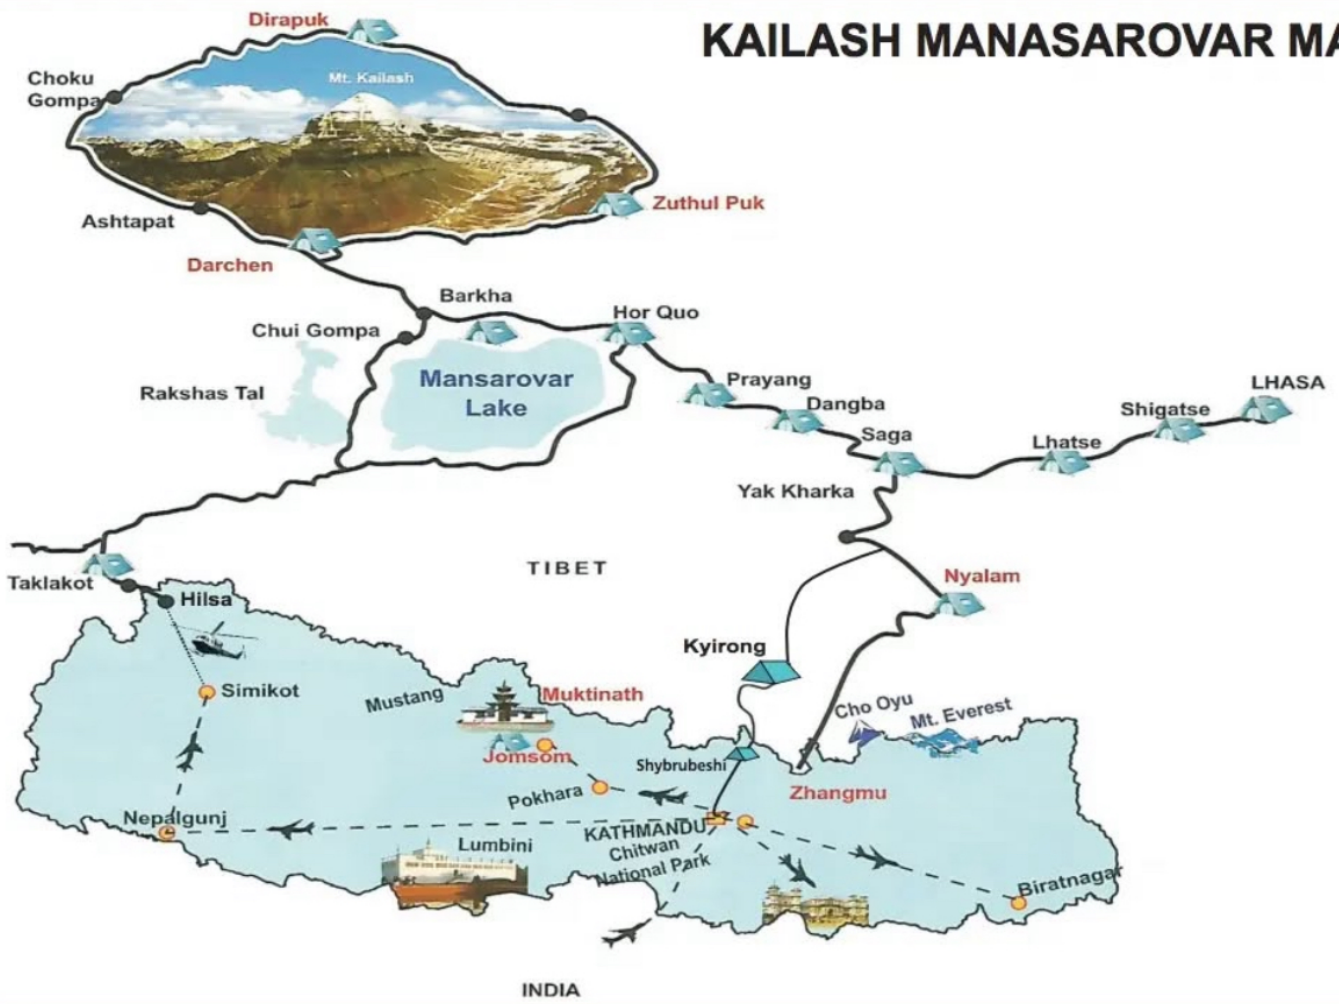 KAILASH MANASAROVAR MA
Dirapuk
Mt. Kailash
Choku
Gompa
Zuthul Puk
Ashtapat
Darchen
Barkha
Hor Quo
Chui Gompa
Mansarovar
Lake
Rakshas Tal
Prayang
Dangba
Saga
LHASA
Shigatse
Lhatse
Yak Kharka
TIBET
Nyalam
Taklakot
Hilsa
Kyirong
Simikot
Mustang
Muktinath
Cho Oyu
Mt. Everest
Jomsom
Shybrubeshi
Pokhara
Zhangmu
Nepalgunj
KATHMANDU
Lumbini
Chitwan
National Park
Biratnagar
INDIA